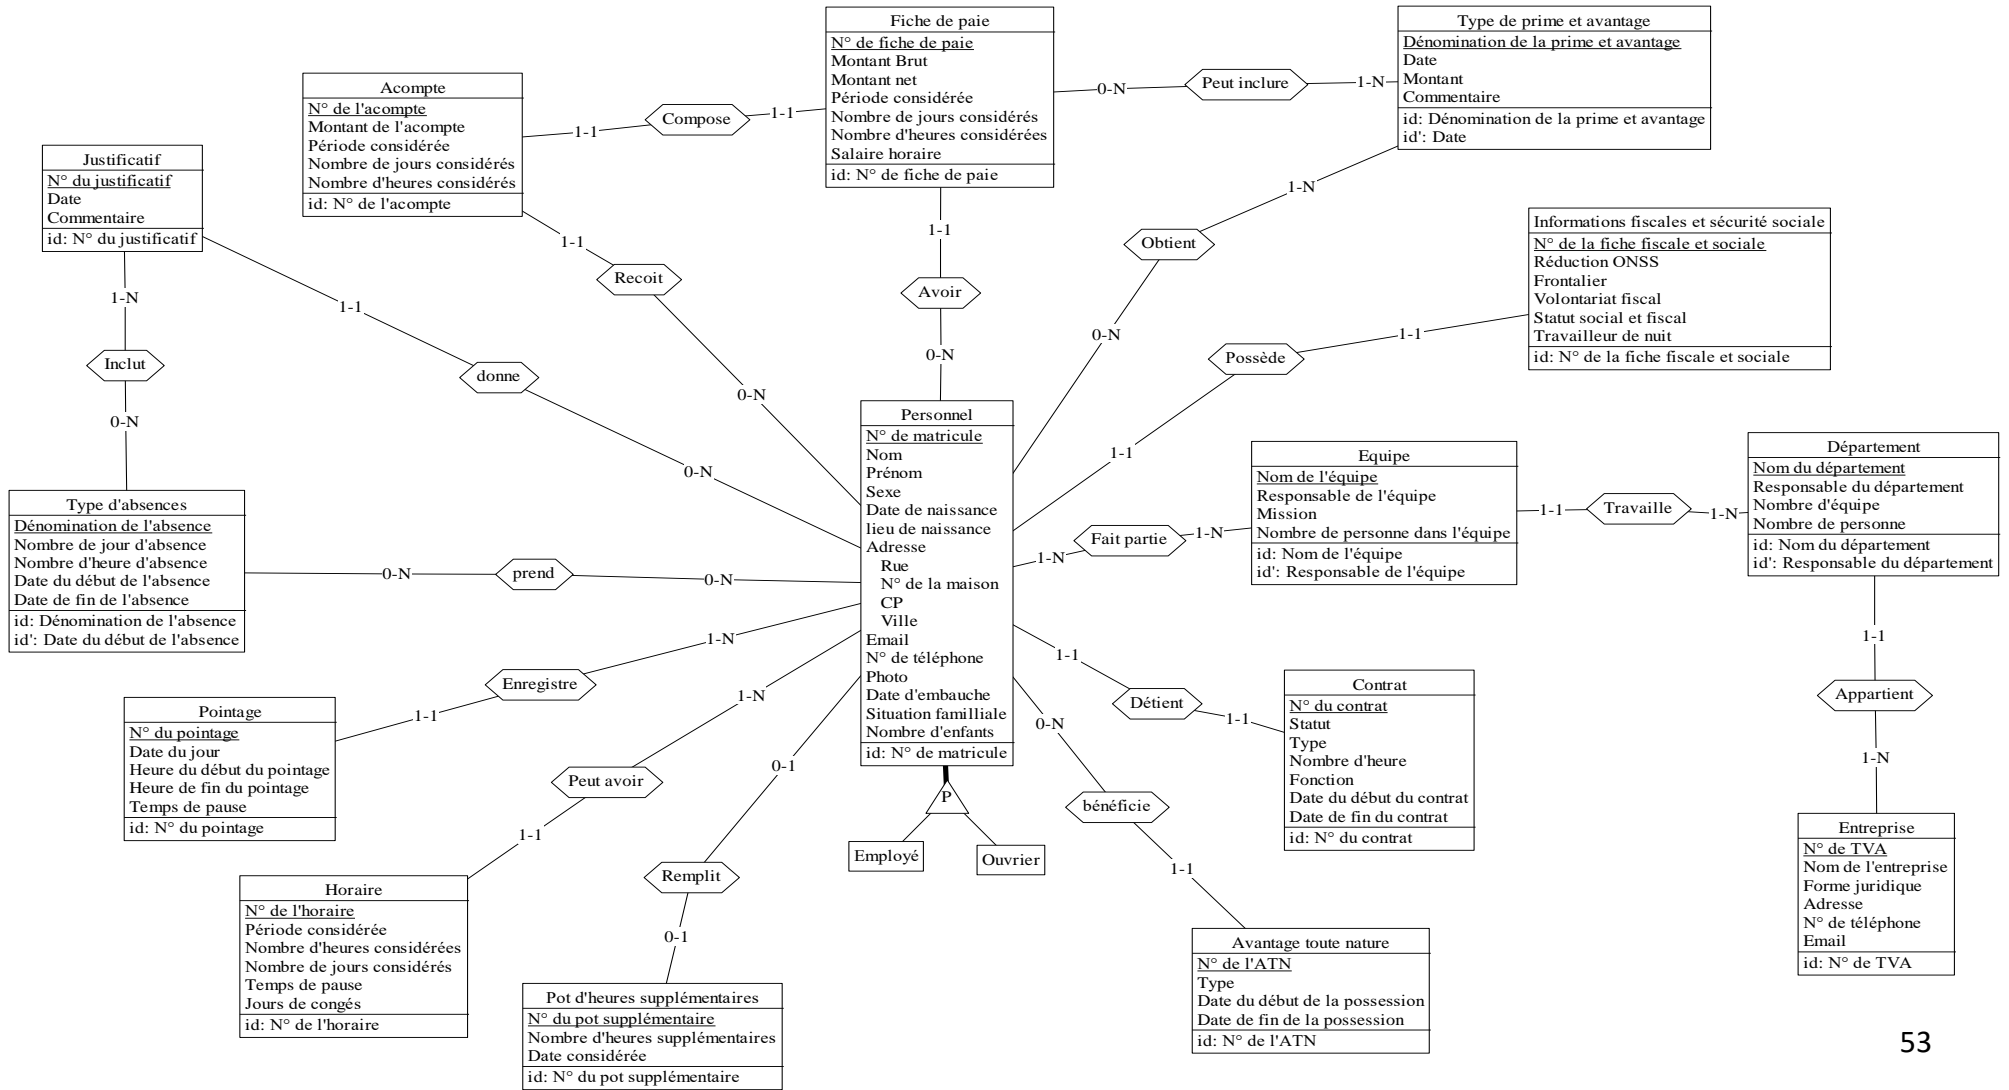 Fiche de paie
N° de fiche de paie
Montant Brut
Montant net
Période considérée
Nombre de jours considérés
Nombre d'heures considérées
Salaire horaire
id: N° de fiche de paie
Type de prime et avantage
Dénomination de la prime et avantage
Date
Montant
Commentaire
id: Dénomination de la prime et avantage
id': Date
0-N
Peut inclure
1-N
Acompte
N° de l'acompte
Montant de l'acompte
Période considérée
Nombre de jours considérés
Nombre d'heures considérés
id: N° de l'acompte
1-1
Compose
1-1
Justificatif
N° du justificatif
Date
Commentaire
id: N° du justificatif
1-N
Inclut
0-N
1-1
donne
0-N
1-1
Recoit
0-N
1-1
Avoir
0-N
1-N
Obtient
0-N
Informations fiscales et sécurité sociale
N° de la fiche fiscale et sociale
Réduction ONSS
Frontalier
Volontariat fiscal
Statut social et fiscal
Travailleur de nuit
id: N° de la fiche fiscale et sociale
1-1
Possède
1-1
Personnel
N° de matricule
Nom
Prénom
Sexe
Date de naissance
lieu de naissance
Adresse
Rue
N° de la maison
CP
Ville
Email
N° de téléphone
Photo
Date d'embauche
Situation familliale
Nombre d'enfants
id: N° de matricule
P
Employé
Ouvrier
Type d'absences
Dénomination de l'absence
Nombre de jour d'absence
Nombre d'heure d'absence
Date du début de l'absence
Date de fin de l'absence
id: Dénomination de l'absence
id': Date du début de l'absence
0-N
prend
0-N
1-N
Fait partie
1-N
Equipe
Nom de l'équipe
Responsable de l'équipe
Mission
Nombre de personne dans l'équipe
id: Nom de l'équipe
id': Responsable de l'équipe
1-1
Travaille
1-N
Département
Nom du département
Responsable du département
Nombre d'équipe
Nombre de personne
id: Nom du département
id': Responsable du département
1-1
Appartient
1-N
Entreprise
N° de TVA
Nom de l'entreprise
Forme juridique
Adresse
N° de téléphone
Email
id: N° de TVA
1-N
Enregistre
1-1
Pointage
N° du pointage
Date du jour
Heure du début du pointage
Heure de fin du pointage
Temps de pause
id: N° du pointage
1-N
Peut avoir
1-1
Horaire
N° de l'horaire
Période considérée
Nombre d'heures considérées
Nombre de jours considérés
Temps de pause
Jours de congés
id: N° de l'horaire
0-1
Remplit
0-1
Pot d'heures supplémentaires
N° du pot supplémentaire
Nombre d'heures supplémentaires
Date considérée
id: N° du pot supplémentaire
1-1
Détient
1-1
Contrat
N° du contrat
Statut
Type
Nombre d'heure
Fonction
Date du début du contrat
Date de fin du contrat
id: N° du contrat
0-N
bénéficie
1-1
Avantage toute nature
N° de l'ATN
Type
Date du début de la possession
Date de fin de la possession
id: N° de l'ATN
53